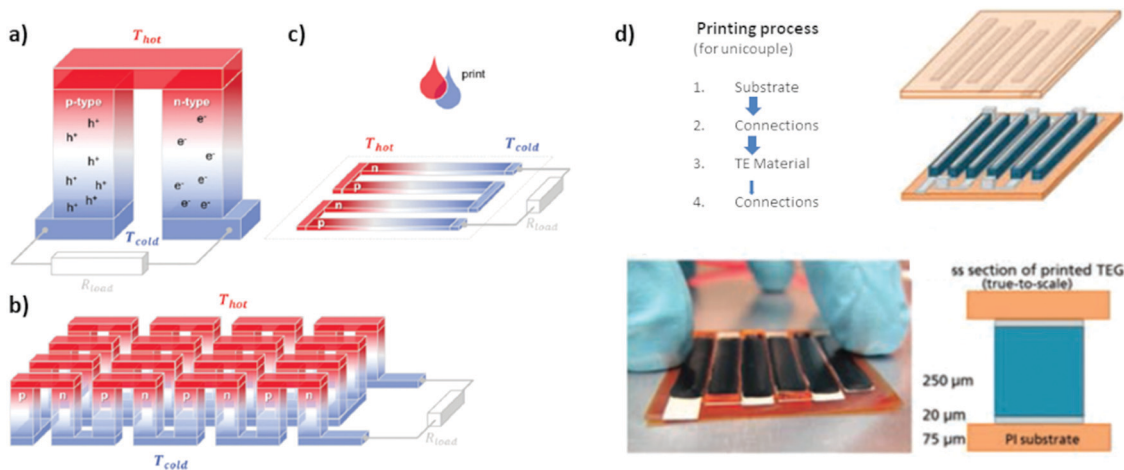 a)
T_hot
p-type
n-type
h⁺
e⁻
h⁺
e⁻
h⁺
e⁻
h⁺
h⁺
e⁻
e⁻
h⁺
h⁺
e⁻
e⁻
T_cold
R_load
b)
T_hot
p
n
p
n
p
n
p
n
R_load
T_cold
c)
print
T_hot
T_cold
n
p
n
p
R_load
d)
Printing process
(for unicouple)
1. Substrate
2. Connections
3. TE Material
4. Connections
ss section of printed TEG
(true-to-scale)
250 µm
20 µm
75 µm
PI substrate